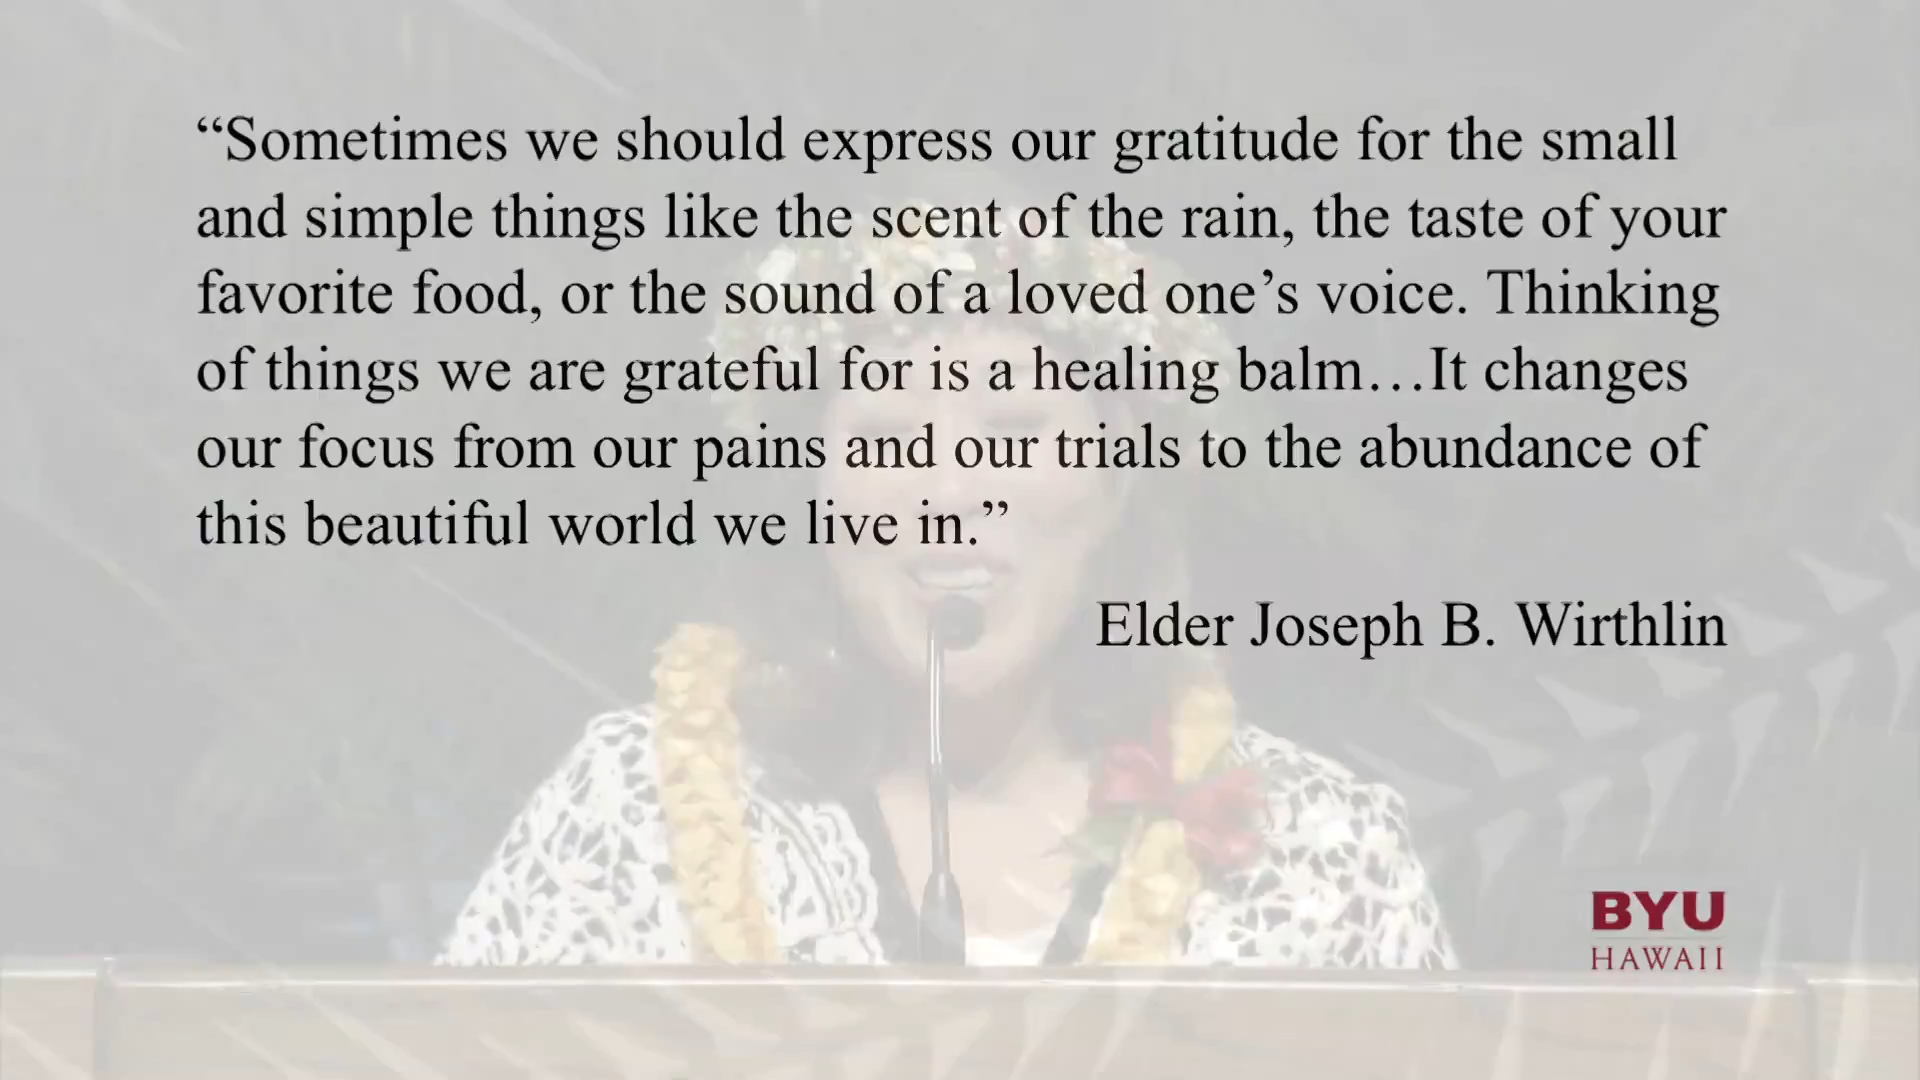 “Sometimes we should express our gratitude for the small
and simple things like the scent of the rain, the taste of your
favorite food, or the sound of a loved one’s voice. Thinking
of things we are grateful for is a healing balm…It changes
our focus from our pains and our trials to the abundance of
this beautiful world we live in.”
Elder Joseph B. Wirthlin
BYU
HAWAII